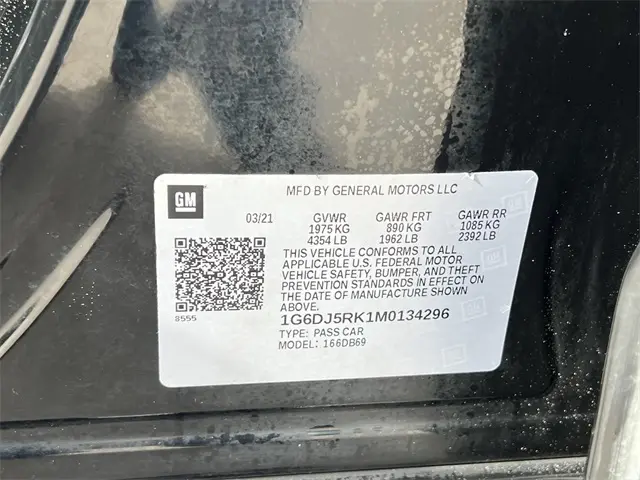 GM
MFD BY GENERAL MOTORS LLC
03/21 GVWR GAWR FRT GAWR RR
1975 KG 890 KG 1085 KG
4354 LB 1962 LB 2392 LB
THIS VEHICLE CONFORMS TO ALL
APPLICABLE U.S. FEDERAL MOTOR
VEHICLE SAFETY, BUMPER, AND THEFT
PREVENTION STANDARDS IN EFFECT ON
THE DATE OF MANUFACTURE SHOWN
ABOVE.
8555
1G6DJ5RK1M0134296
TYPE: PASS CAR
MODEL: 166DB69